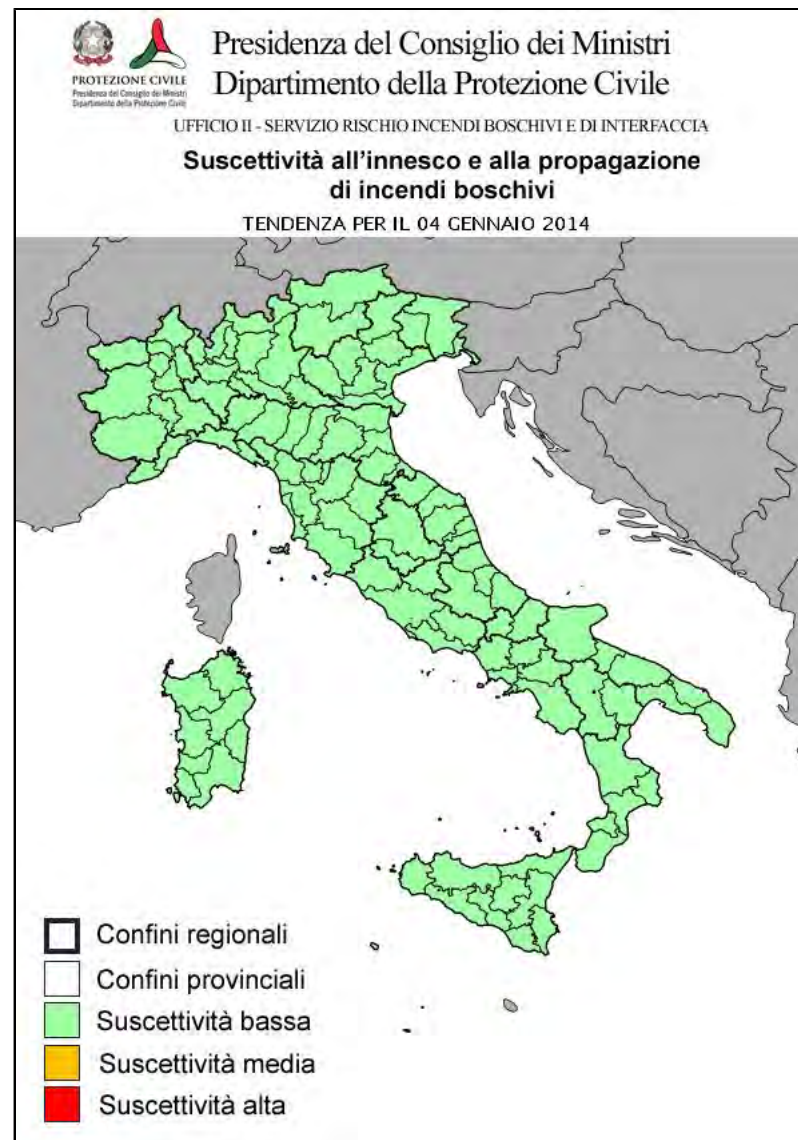 PROTEZIONE CIVILE
Presidenza del Consiglio dei Ministri
Dipartimento della Protezione Civile
Presidenza del Consiglio dei Ministri
Dipartimento della Protezione Civile
UFFICIO II - SERVIZIO RISCHIO INCENDI BOSCHIVI E DI INTERFACCIA
Suscettività all'innesco e alla propagazione
di incendi boschivi
TENDENZA PER IL 04 GENNAIO 2014
Confini regionali
Confini provinciali
Suscettività bassa
Suscettività media
Suscettività alta